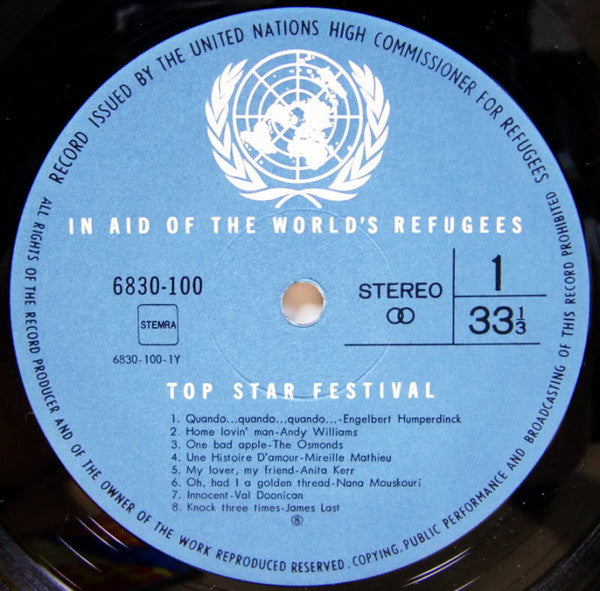 RECORD ISSUED BY THE UNITED NATIONS HIGH COMMISSIONER FOR REFUGEES
IN AID OF THE WORLD'S REFUGEES
6830-100
STEMRA
6830-100-1Y
STEREO
1
33⅓
TOP STAR FESTIVAL
1. Quando...quando...quando...-Engelbert Humperdinck
2. Home lovin' man-Andy Williams
3. One bad apple-The Osmonds
4. Une Histoire D'amour-Mireille Mathieu
5. My lover, my friend-Anita Kerr
6. Oh, had I a golden thread-Nana Mouskouri
7. Innocent-Val Doonican
8. Knock three times-James Last
Ⓢ
ALL RIGHTS OF THE RECORD PRODUCER AND OF THE OWNER OF THE WORK REPRODUCED RESERVED. COPYING, PUBLIC PERFORMANCE AND BROADCASTING OF THIS RECORD PROHIBITED